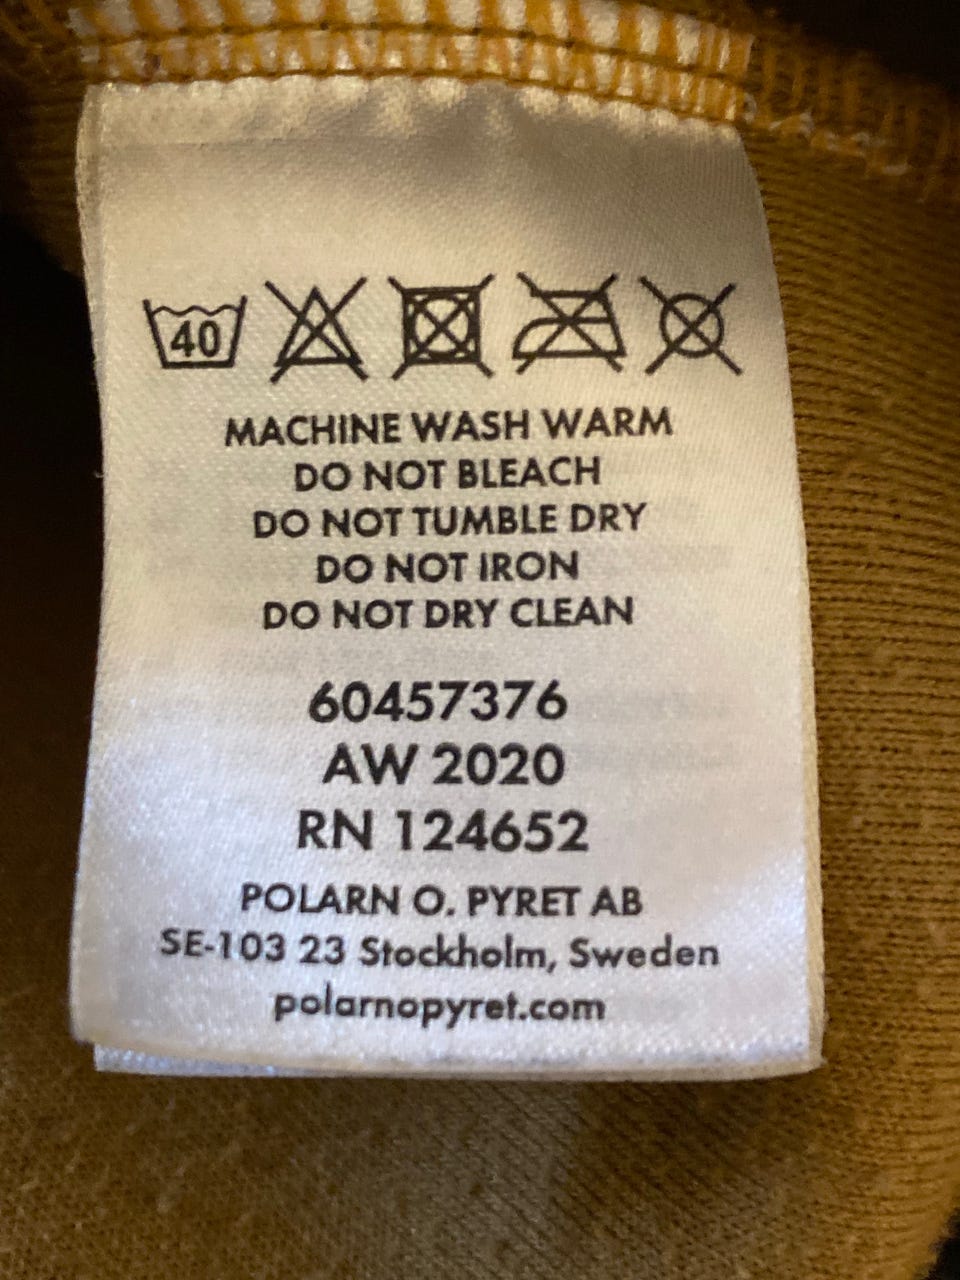 40
MACHINE WASH WARM
DO NOT BLEACH
DO NOT TUMBLE DRY
DO NOT IRON
DO NOT DRY CLEAN
60457376
AW 2020
RN 124652
POLARN O. PYRET AB
SE-103 23 Stockholm, Sweden
polarnopyret.com